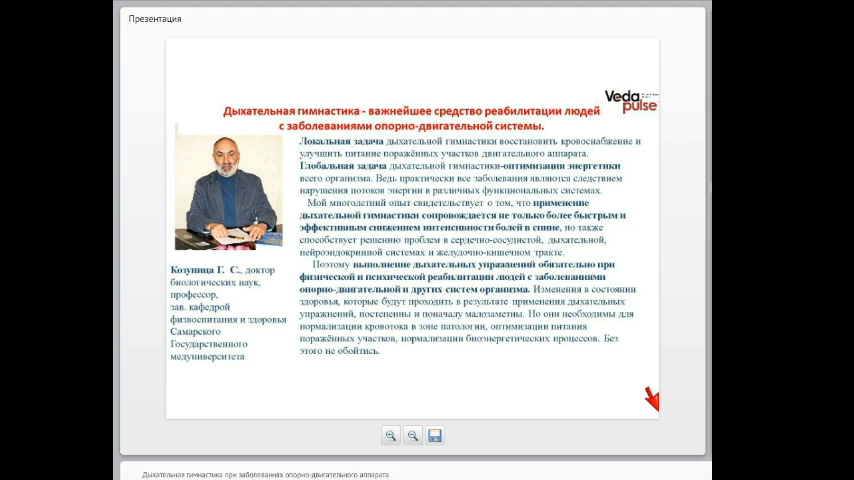 Презентация
Veda
pulse
Дыхательная гимнастика - важнейшее средство реабилитации людей
с заболеваниями опорно-двигательной системы.
Локальная задача дыхательной гимнастики восстановить кровоснабжение и
улучшить питание поражённых участков двигательного аппарата.
Глобальная задача дыхательной гимнастики-оптимизация энергетики
всего организма. Ведь практически все заболевания являются следствием
нарушения потоков энергии в различных функциональных системах.
Мой многолетний опыт свидетельствует о том, что применение
дыхательной гимнастики сопровождается не только более быстрым и
эффективным снижением интенсивности болей в спине, но также
способствует решению проблем в сердечно-сосудистой, дыхательной,
нейроэндокринной системах и желудочно-кишечном тракте.
Поэтому выполнение дыхательных упражнений обязательно при
физической и психической реабилитации людей с заболеваниями
опорно-двигательной и других систем организма. Изменения в состоянии
здоровья, которые будут проходить в результате применения дыхательных
упражнений, постепенны и поначалу малозаметны. Но они необходимы для
нормализации кровотока в зоне патологии, оптимизации питания
поражённых участков, нормализации биоэнергетических процессов. Без
этого не обойтись.
Козупица Г. С., доктор
биологических наук,
профессор,
зав. кафедрой
физвоспитания и здоровья
Самарского
Государственного
медуниверситета
Дыхательная гимнастика при заболеваниях опорно-двигательного аппарата